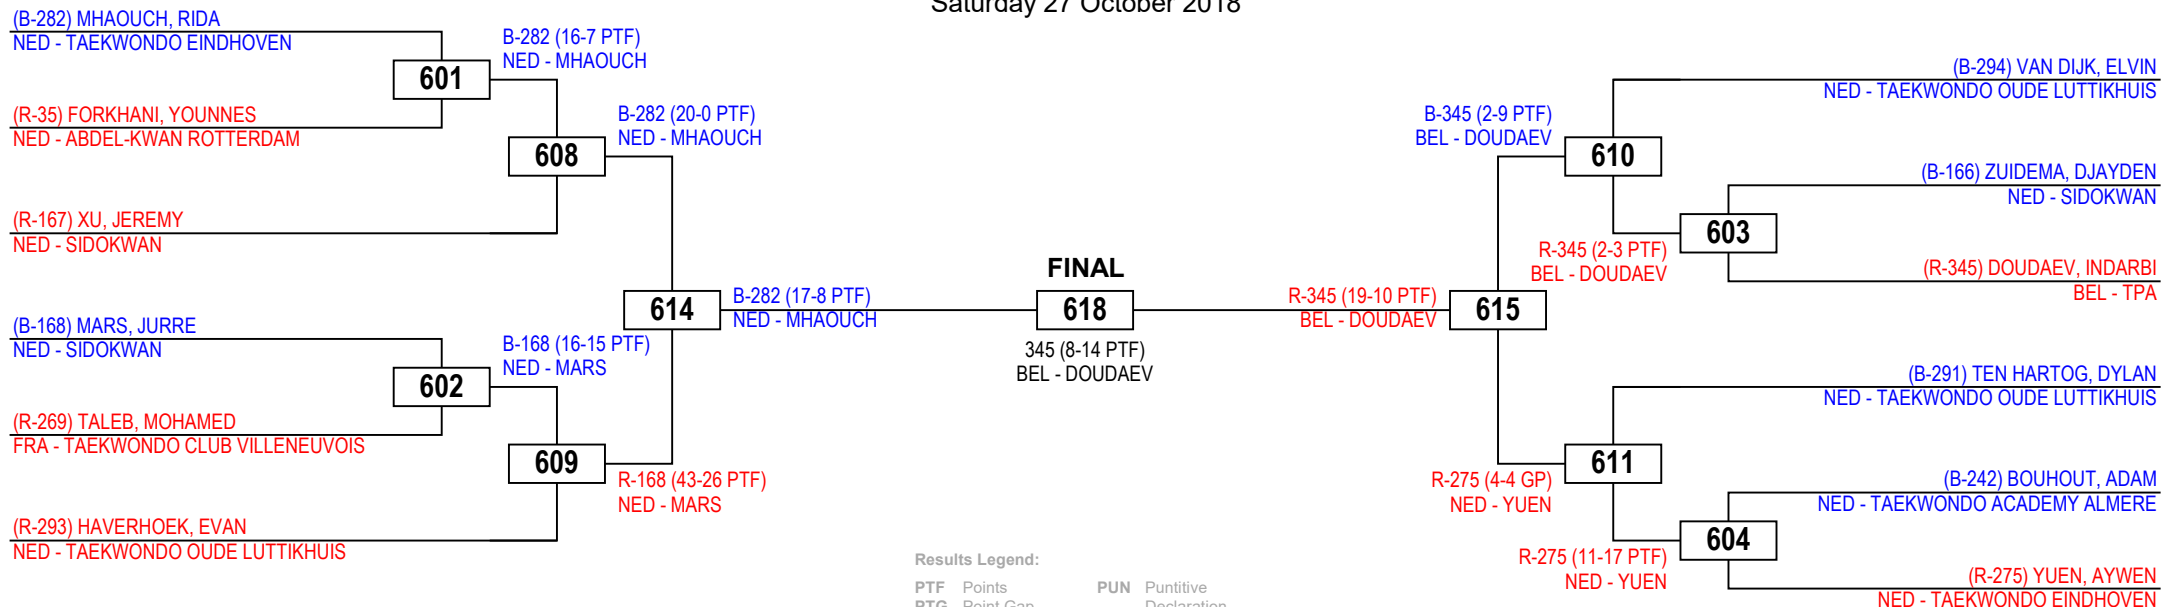 Saturday 27 October 2018
(B-282) MHAOUCH, RIDA
NED - TAEKWONDO EINDHOVEN
601
(R-35) FORKHANI, YOUNNES
NED - ABDEL-KWAN ROTTERDAM
B-282 (16-7 PTF)
NED - MHAOUCH
608
(R-167) XU, JEREMY
NED - SIDOKWAN
B-282 (20-0 PTF)
NED - MHAOUCH
614
(B-168) MARS, JURRE
NED - SIDOKWAN
602
(R-269) TALEB, MOHAMED
FRA - TAEKWONDO CLUB VILLENEUVOIS
B-168 (16-15 PTF)
NED - MARS
609
(R-293) HAVERHOEK, EVAN
NED - TAEKWONDO OUDE LUTTIKHUIS
R-168 (43-26 PTF)
NED - MARS
B-282 (17-8 PTF)
NED - MHAOUCH
FINAL
618
345 (8-14 PTF)
BEL - DOUDAEV
R-345 (19-10 PTF)
BEL - DOUDAEV
615
B-345 (2-9 PTF)
BEL - DOUDAEV
610
(B-294) VAN DIJK, ELVIN
NED - TAEKWONDO OUDE LUTTIKHUIS
(B-166) ZUIDEMA, DJAYDEN
NED - SIDOKWAN
603
R-345 (2-3 PTF)
BEL - DOUDAEV
(R-345) DOUDAEV, INDARBI
BEL - TPA
(B-291) TEN HARTOG, DYLAN
NED - TAEKWONDO OUDE LUTTIKHUIS
611
R-275 (4-4 GP)
NED - YUEN
(B-242) BOUHOUT, ADAM
NED - TAEKWONDO ACADEMY ALMERE
604
R-275 (11-17 PTF)
NED - YUEN
(R-275) YUEN, AYWEN
NED - TAEKWONDO EINDHOVEN
Results Legend:
PTF Points PUN Puntitive
PTG Point Gap Declaration